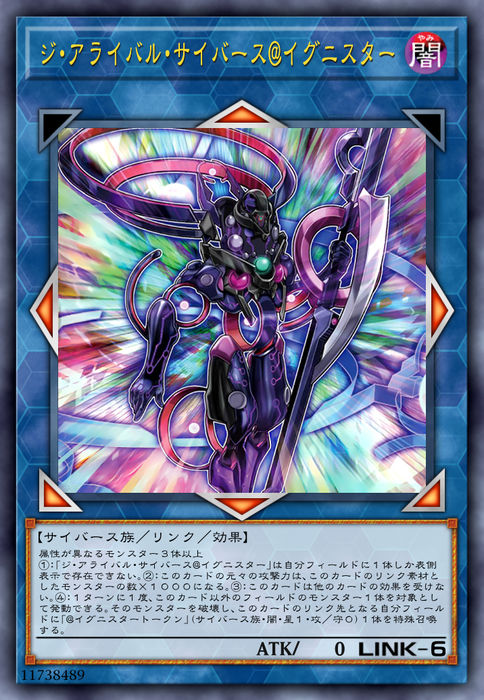 ジ・アライバル・サイバース@イグニスター
やみ
闇
【サイバース族/リンク/効果】
属性が異なるモンスター3体以上
①:「ジ・アライバル・サイバース@イグニスター」は自分フィールドに1体しか表側
表示で存在できない。②:このカードの元々の攻撃力は、このカードのリンク素材と
したモンスターの数×1000になる。③:このカードは他のカードの効果を受けな
い。④:1ターンに1度、このカード以外のフィールドのモンスター1体を対象とし
て発動できる。そのモンスターを破壊し、このカードのリンク先となる自分フィール
ドに「@イグニスタートークン」(サイバース族・闇・星1・攻/守0)1体を特殊召喚
する。
ATK/ 0 LINK-6
11738489